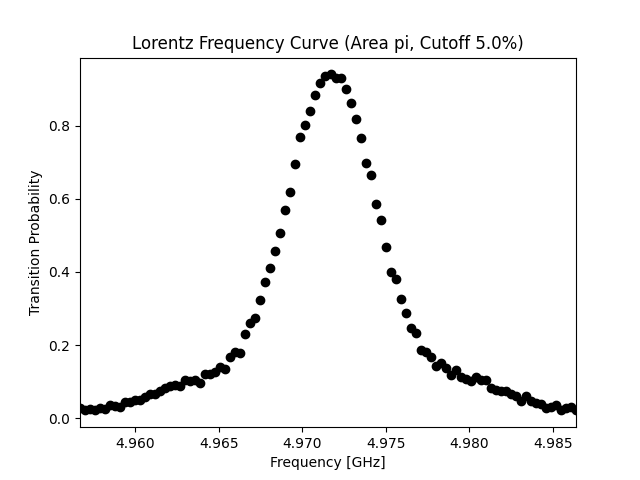 Lorentz Frequency Curve (Area pi, Cutoff 5.0%)
Transition Probability
0.8
0.6
0.4
0.2
0.0
4.960 4.965 4.970 4.975 4.980 4.985
Frequency [GHz]